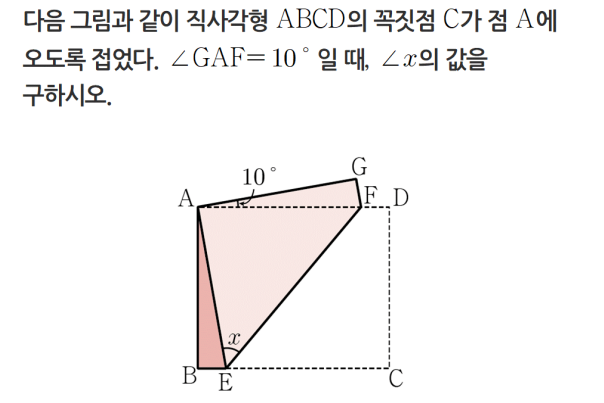 다음 그림과 같이 직사각형 ABCD의 꼭짓점 C가 점 A에
오도록 접었다. ∠GAF=10°일 때, ∠x의 값을
구하시오.
10°
G
A
F
D
x
B
E
C